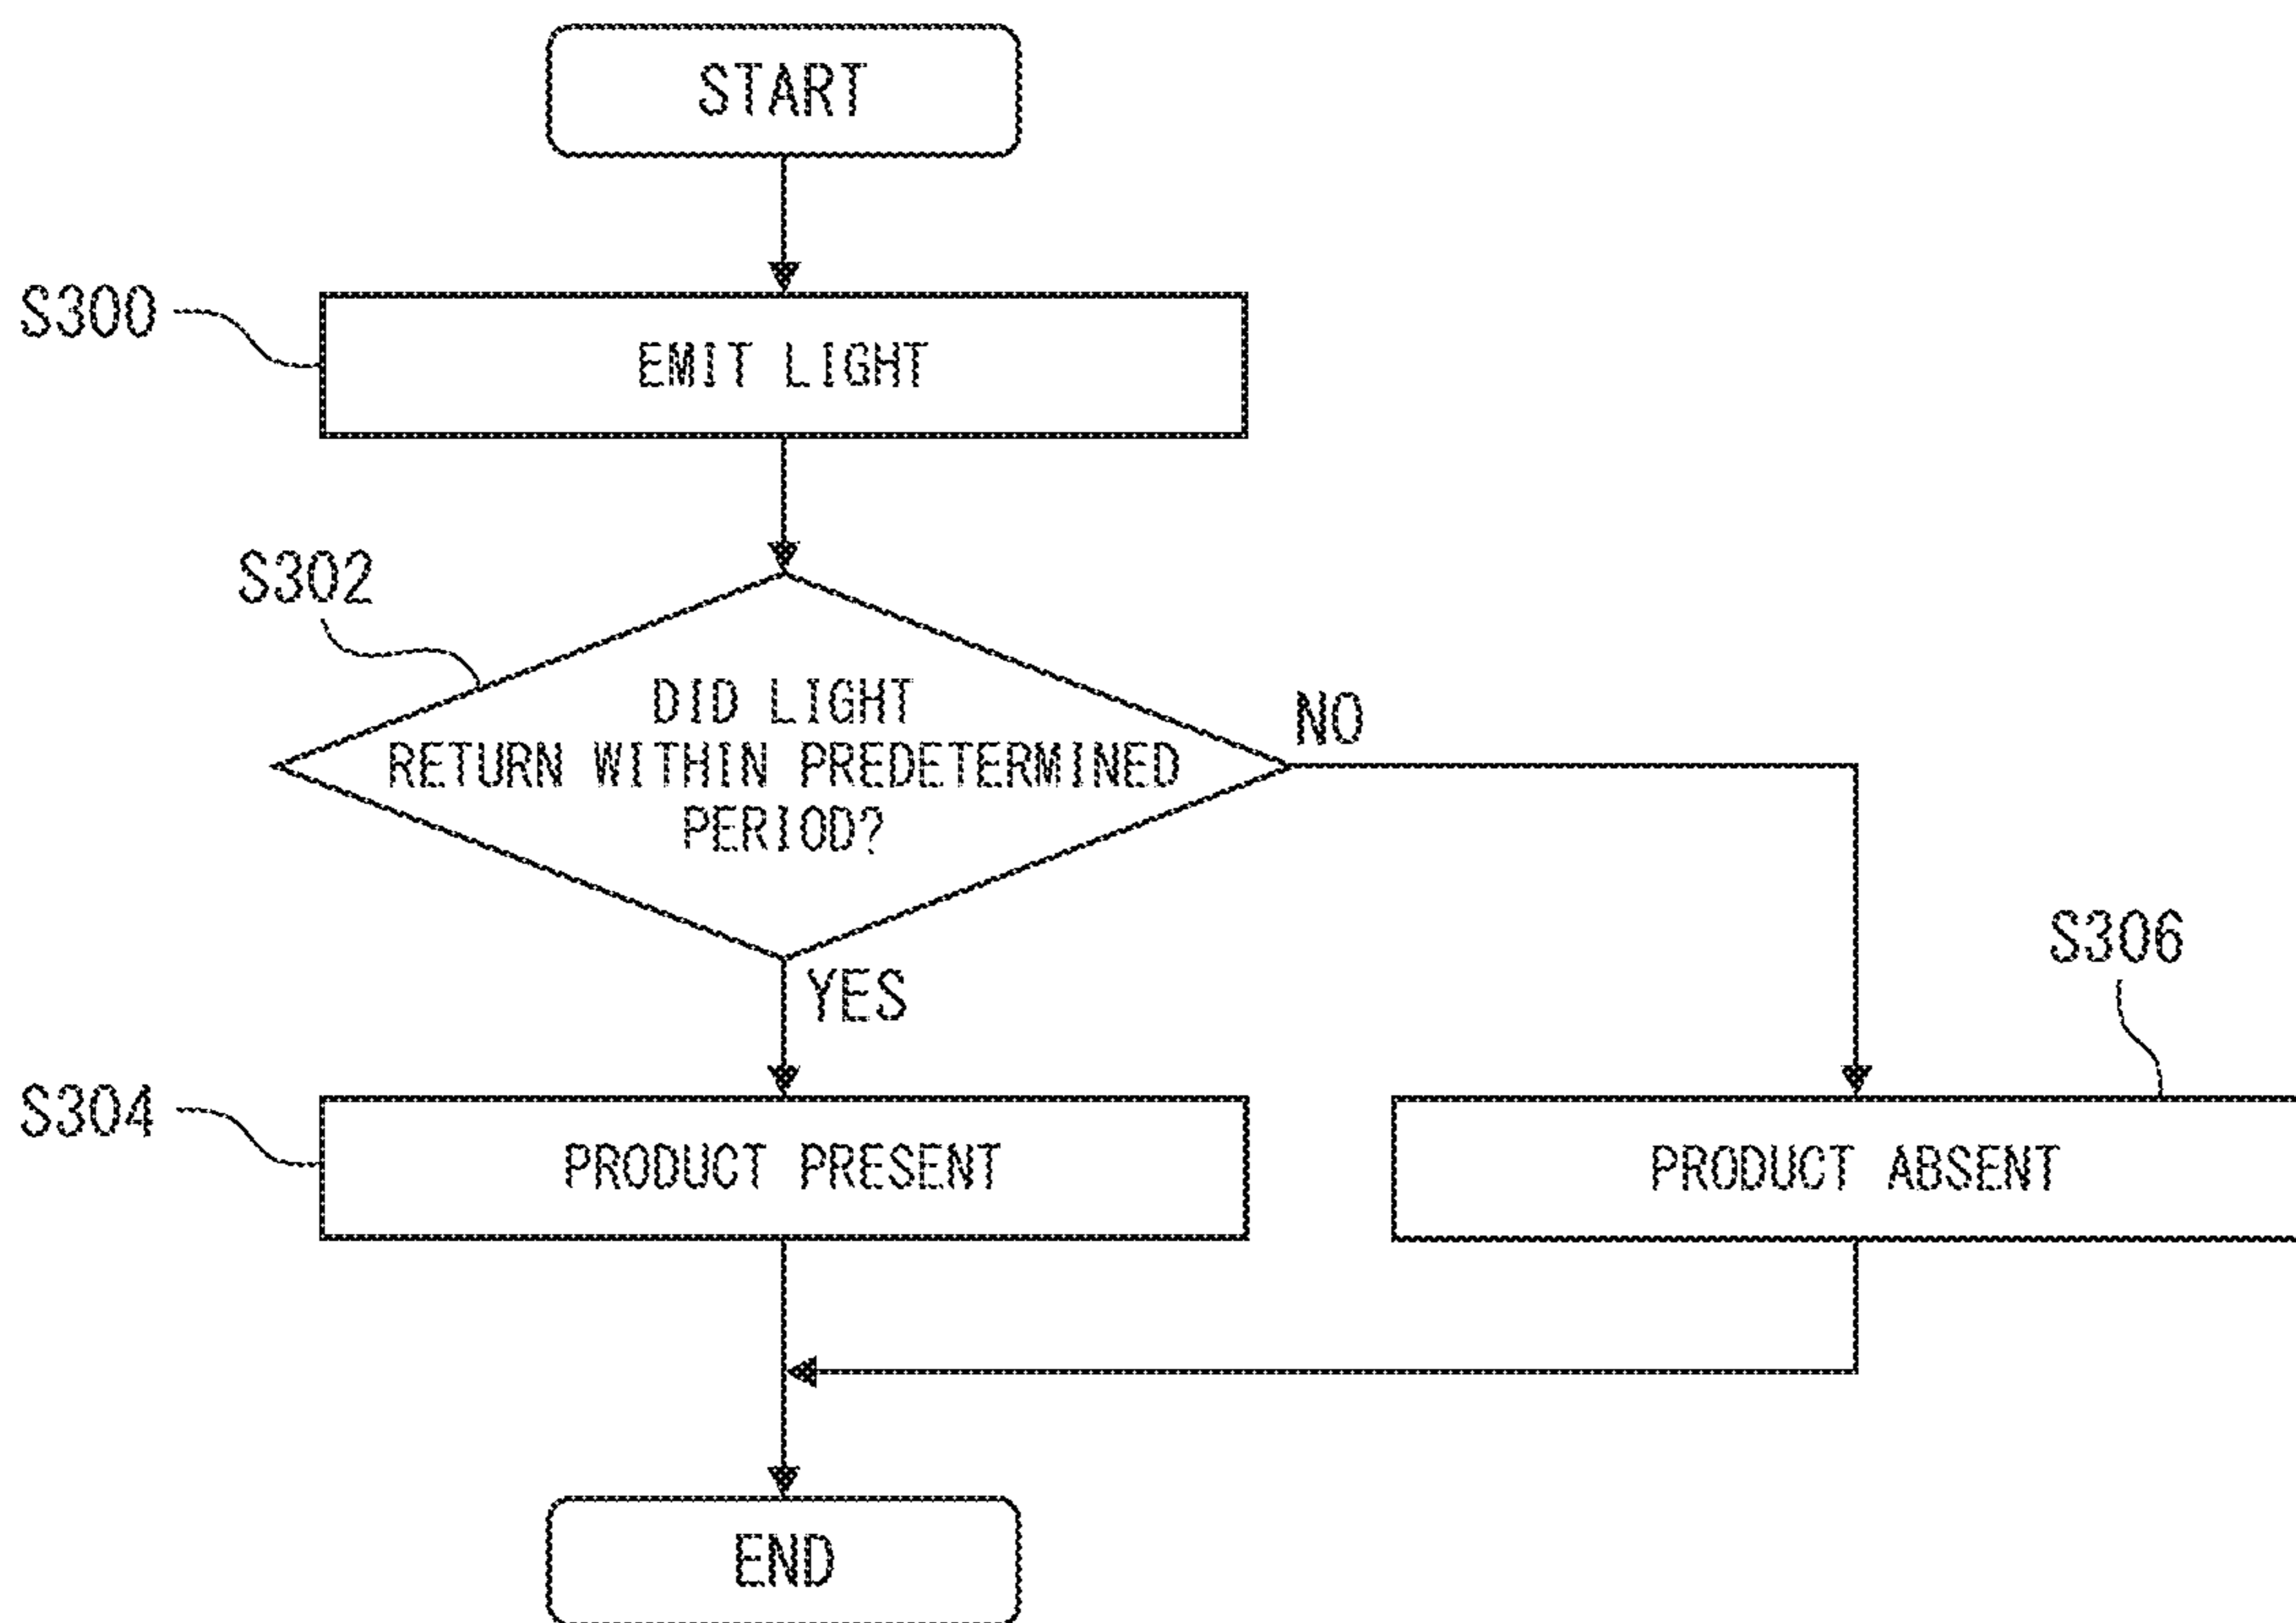 START
S300
EMIT LIGHT
S302
DID LIGHT
RETURN WITHIN PREDETERMINED
PERIOD?
NO
YES
S306
S304
PRODUCT PRESENT
PRODUCT ABSENT
END